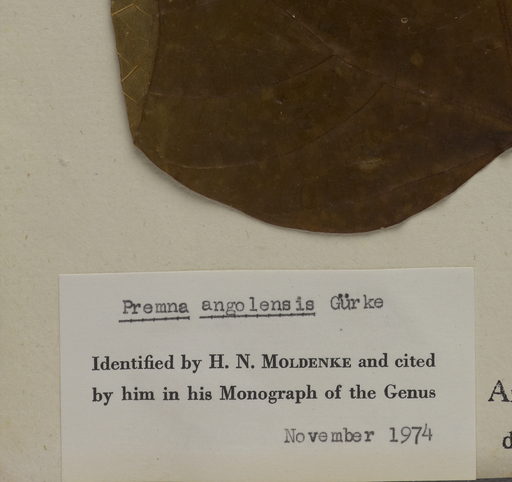 Premna angolensis Gürke
Identified by H. N. MOLDENKE and cited
by him in his Monograph of the Genus
November 1974